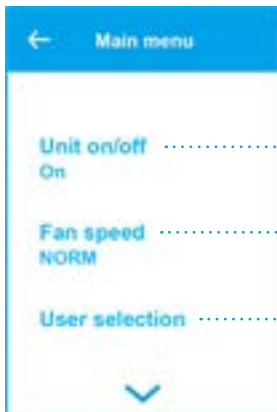 Main menu
Unit on/off
On
Fan speed
NORM
User selection